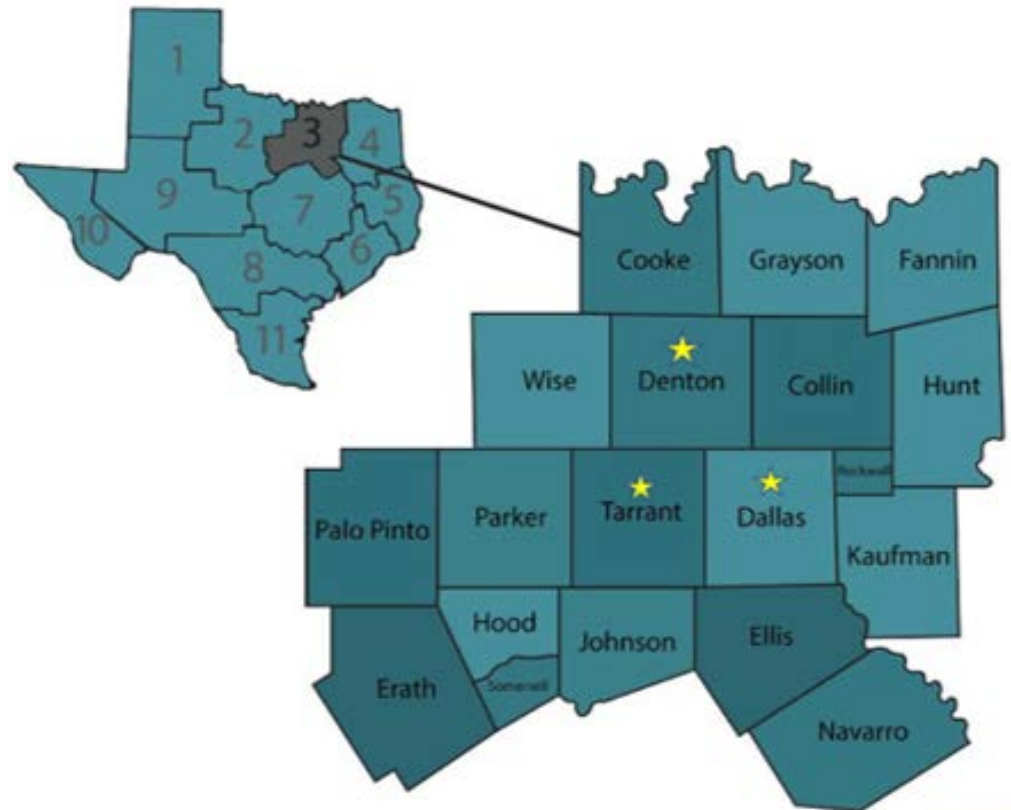 1
2
3
4
5
6
7
8
9
10
11
Cooke
Grayson
Fannin
Wise
Denton
Collin
Hunt
Palo Pinto
Parker
Tarrant
Dallas
Rockwall
Kaufman
Hood
Johnson
Ellis
Erath
Somervell
Navarro